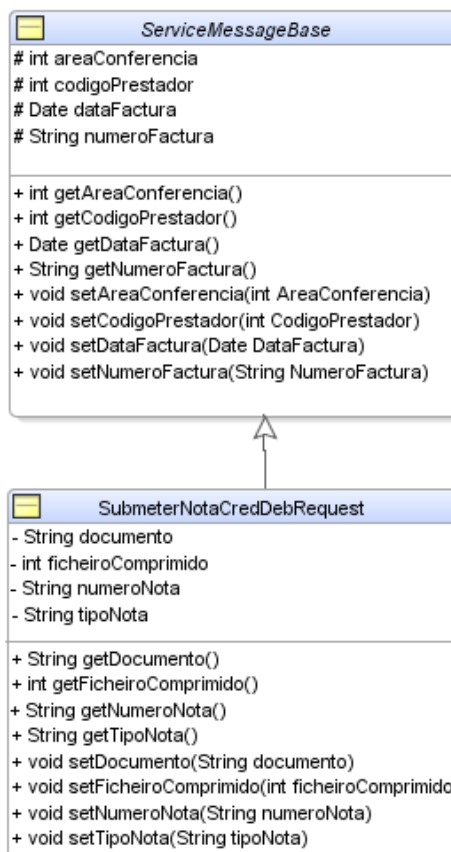 ServiceMessageBase
# int areaConferencia
# int codigoPrestador
# Date dataFactura
# String numeroFactura
+ int getAreaConferencia()
+ int getCodigoPrestador()
+ Date getDataFactura()
+ String getNumeroFactura()
+ void setAreaConferencia(int AreaConferencia)
+ void setCodigoPrestador(int CodigoPrestador)
+ void setDataFactura(Date DataFactura)
+ void setNumeroFactura(String NumeroFactura)
SubmeterNotaCredDebRequest
- String documento
- int ficheiroComprimido
- String numeroNota
- String tipoNota
+ String getDocumento()
+ int getFicheiroComprimido()
+ String getNumeroNota()
+ String getTipoNota()
+ void setDocumento(String documento)
+ void setFicheiroComprimido(int ficheiroComprimido
+ void setNumeroNota(String numeroNota)
+ void setTipoNota(String tipoNota)